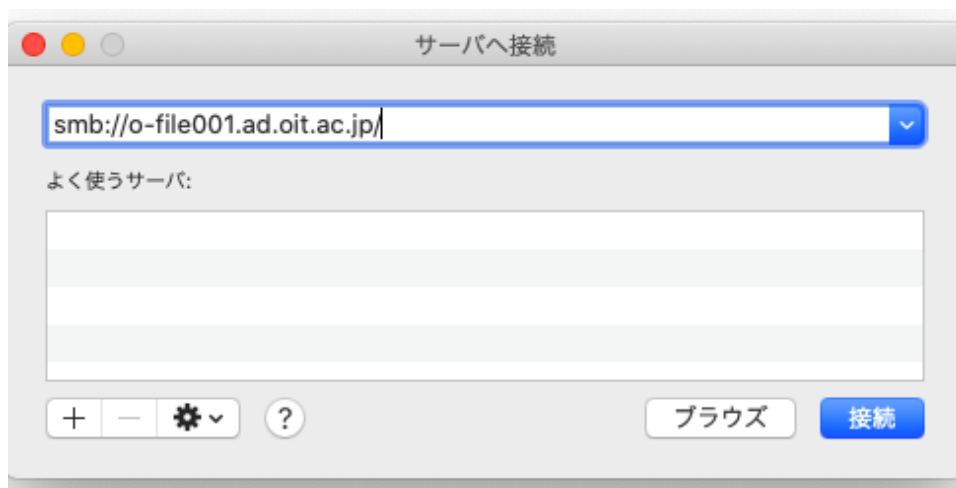 サーバへ接続
smb://o-file001.ad.oit.ac.jp/
よく使うサーバ:
+ − ? ブラウズ 接続